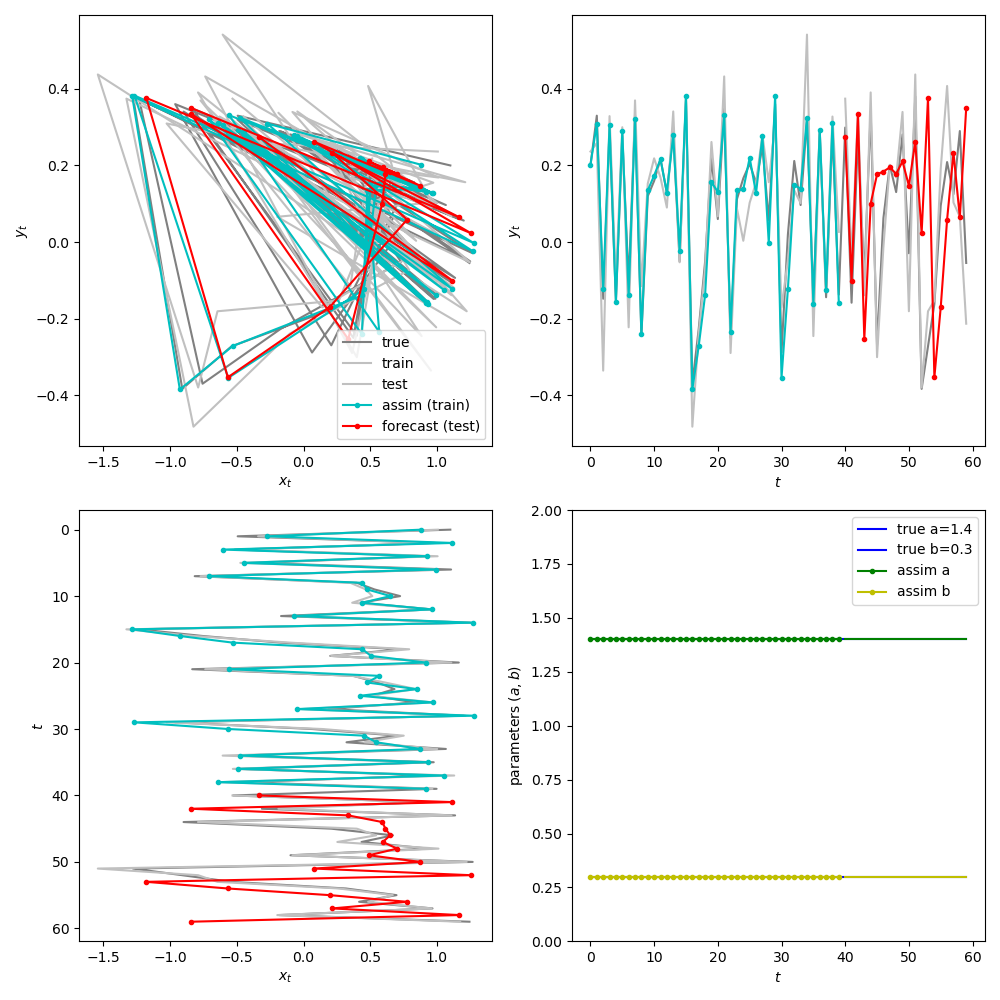 0.4
0.2
0.0
−0.2
−0.4
y_t
−1.5 −1.0 −0.5 0.0 0.5 1.0
x_t
true
train
test
assim (train)
forecast (test)
0.4
0.2
0.0
−0.2
−0.4
y_t
0 10 20 30 40 50 60
t
0
10
20
30
40
50
60
t
−1.5 −1.0 −0.5 0.0 0.5 1.0
x_t
2.00
1.75
1.50
1.25
1.00
0.75
0.50
0.25
0.00
parameters (a, b)
true a=1.4
true b=0.3
assim a
assim b
0 10 20 30 40 50 60
t